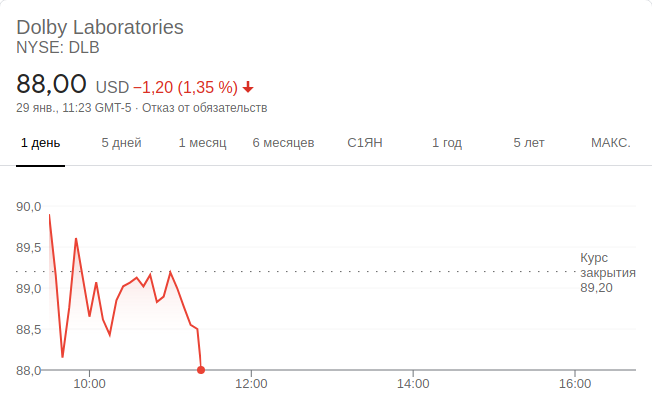 Dolby Laboratories
NYSE: DLB
88,00 USD −1,20 (1,35 %)
29 янв., 11:23 GMT-5 · Отказ от обязательств
1 день 5 дней 1 месяц 6 месяцев С1ЯН 1 год 5 лет МАКС.
90,0
89,5
Курс
закрытия
89,20
89,0
88,5
88,0
10:00 12:00 14:00 16:00